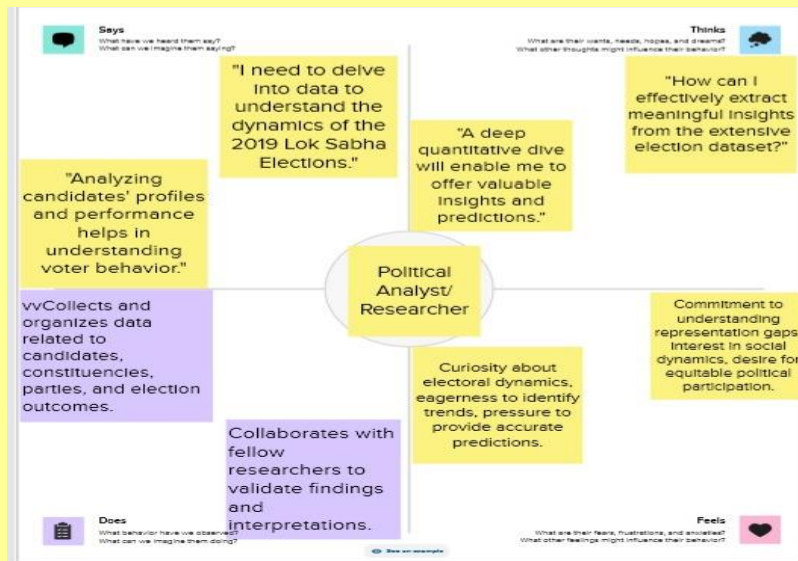 Says
What have we heard them say?
What can we imagine them saying?
Thinks
What are their wants, needs, hopes, and dreams?
What other thoughts might influence their behavior?
"I need to delve
into data to
understand the
dynamics of the
2019 Lok Sabha
Elections."
"How can I
effectively extract
meaningful insights
from the extensive
election dataset?"
"A deep
quantitative dive
will enable me to
offer valuable
insights and
predictions."
"Analyzing
candidates' profiles
and performance
helps in
understanding
voter behavior."
Political
Analyst/
Researcher
vvCollects and
organizes data
related to
candidates,
constituencies,
parties, and election
outcomes.
Commitment to
understanding
representation gaps,
interest in social
dynamics, desire for
equitable political
participation.
Curiosity about
electoral dynamics,
eagerness to identify
trends, pressure to
provide accurate
predictions.
Collaborates with
fellow
researchers to
validate findings
and
interpretations.
Does
What behavior have we observed?
What can we imagine them doing?
Feels
What are their fears, frustrations, and anxieties?
What other feelings might influence their behavior?
See an example